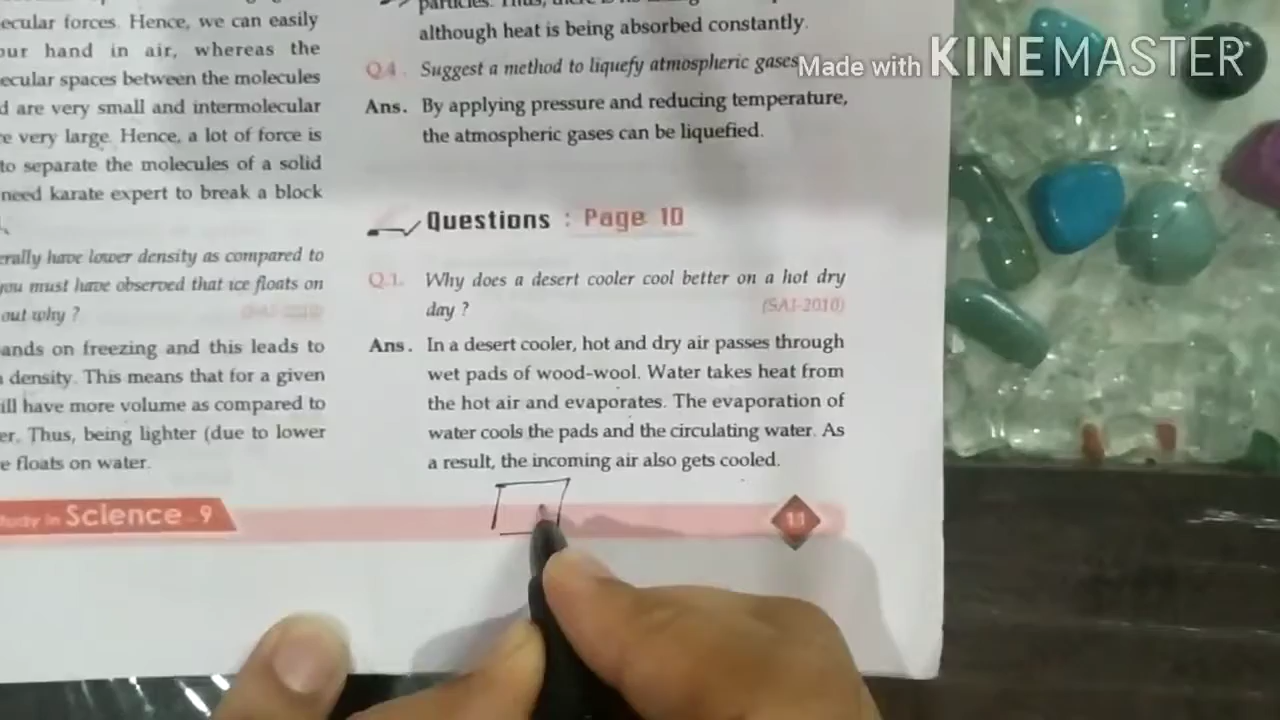 ecular forces. Hence, we can easily
our hand in air, whereas the
ecular spaces between the molecules
d are very small and intermolecular
e very large. Hence, a lot of force is
to separate the molecules of a solid
need karate expert to break a block
erally have lower density as compared to
you must have observed that ice floats on
out why ?
ands on freezing and this leads to
density. This means that for a given
ill have more volume as compared to
er. Thus, being lighter (due to lower
e floats on water.
Study in Science - 9
particles. Thus, there is no
although heat is being absorbed constantly.
Q.4. Suggest a method to liquefy atmospheric gases
Ans. By applying pressure and reducing temperature,
the atmospheric gases can be liquefied.
Questions : Page 10
Q.1. Why does a desert cooler cool better on a hot dry
day ? (SAI-2010)
Ans. In a desert cooler, hot and dry air passes through
wet pads of wood-wool. Water takes heat from
the hot air and evaporates. The evaporation of
water cools the pads and the circulating water. As
a result, the incoming air also gets cooled.
11
Made with KINEMASTER